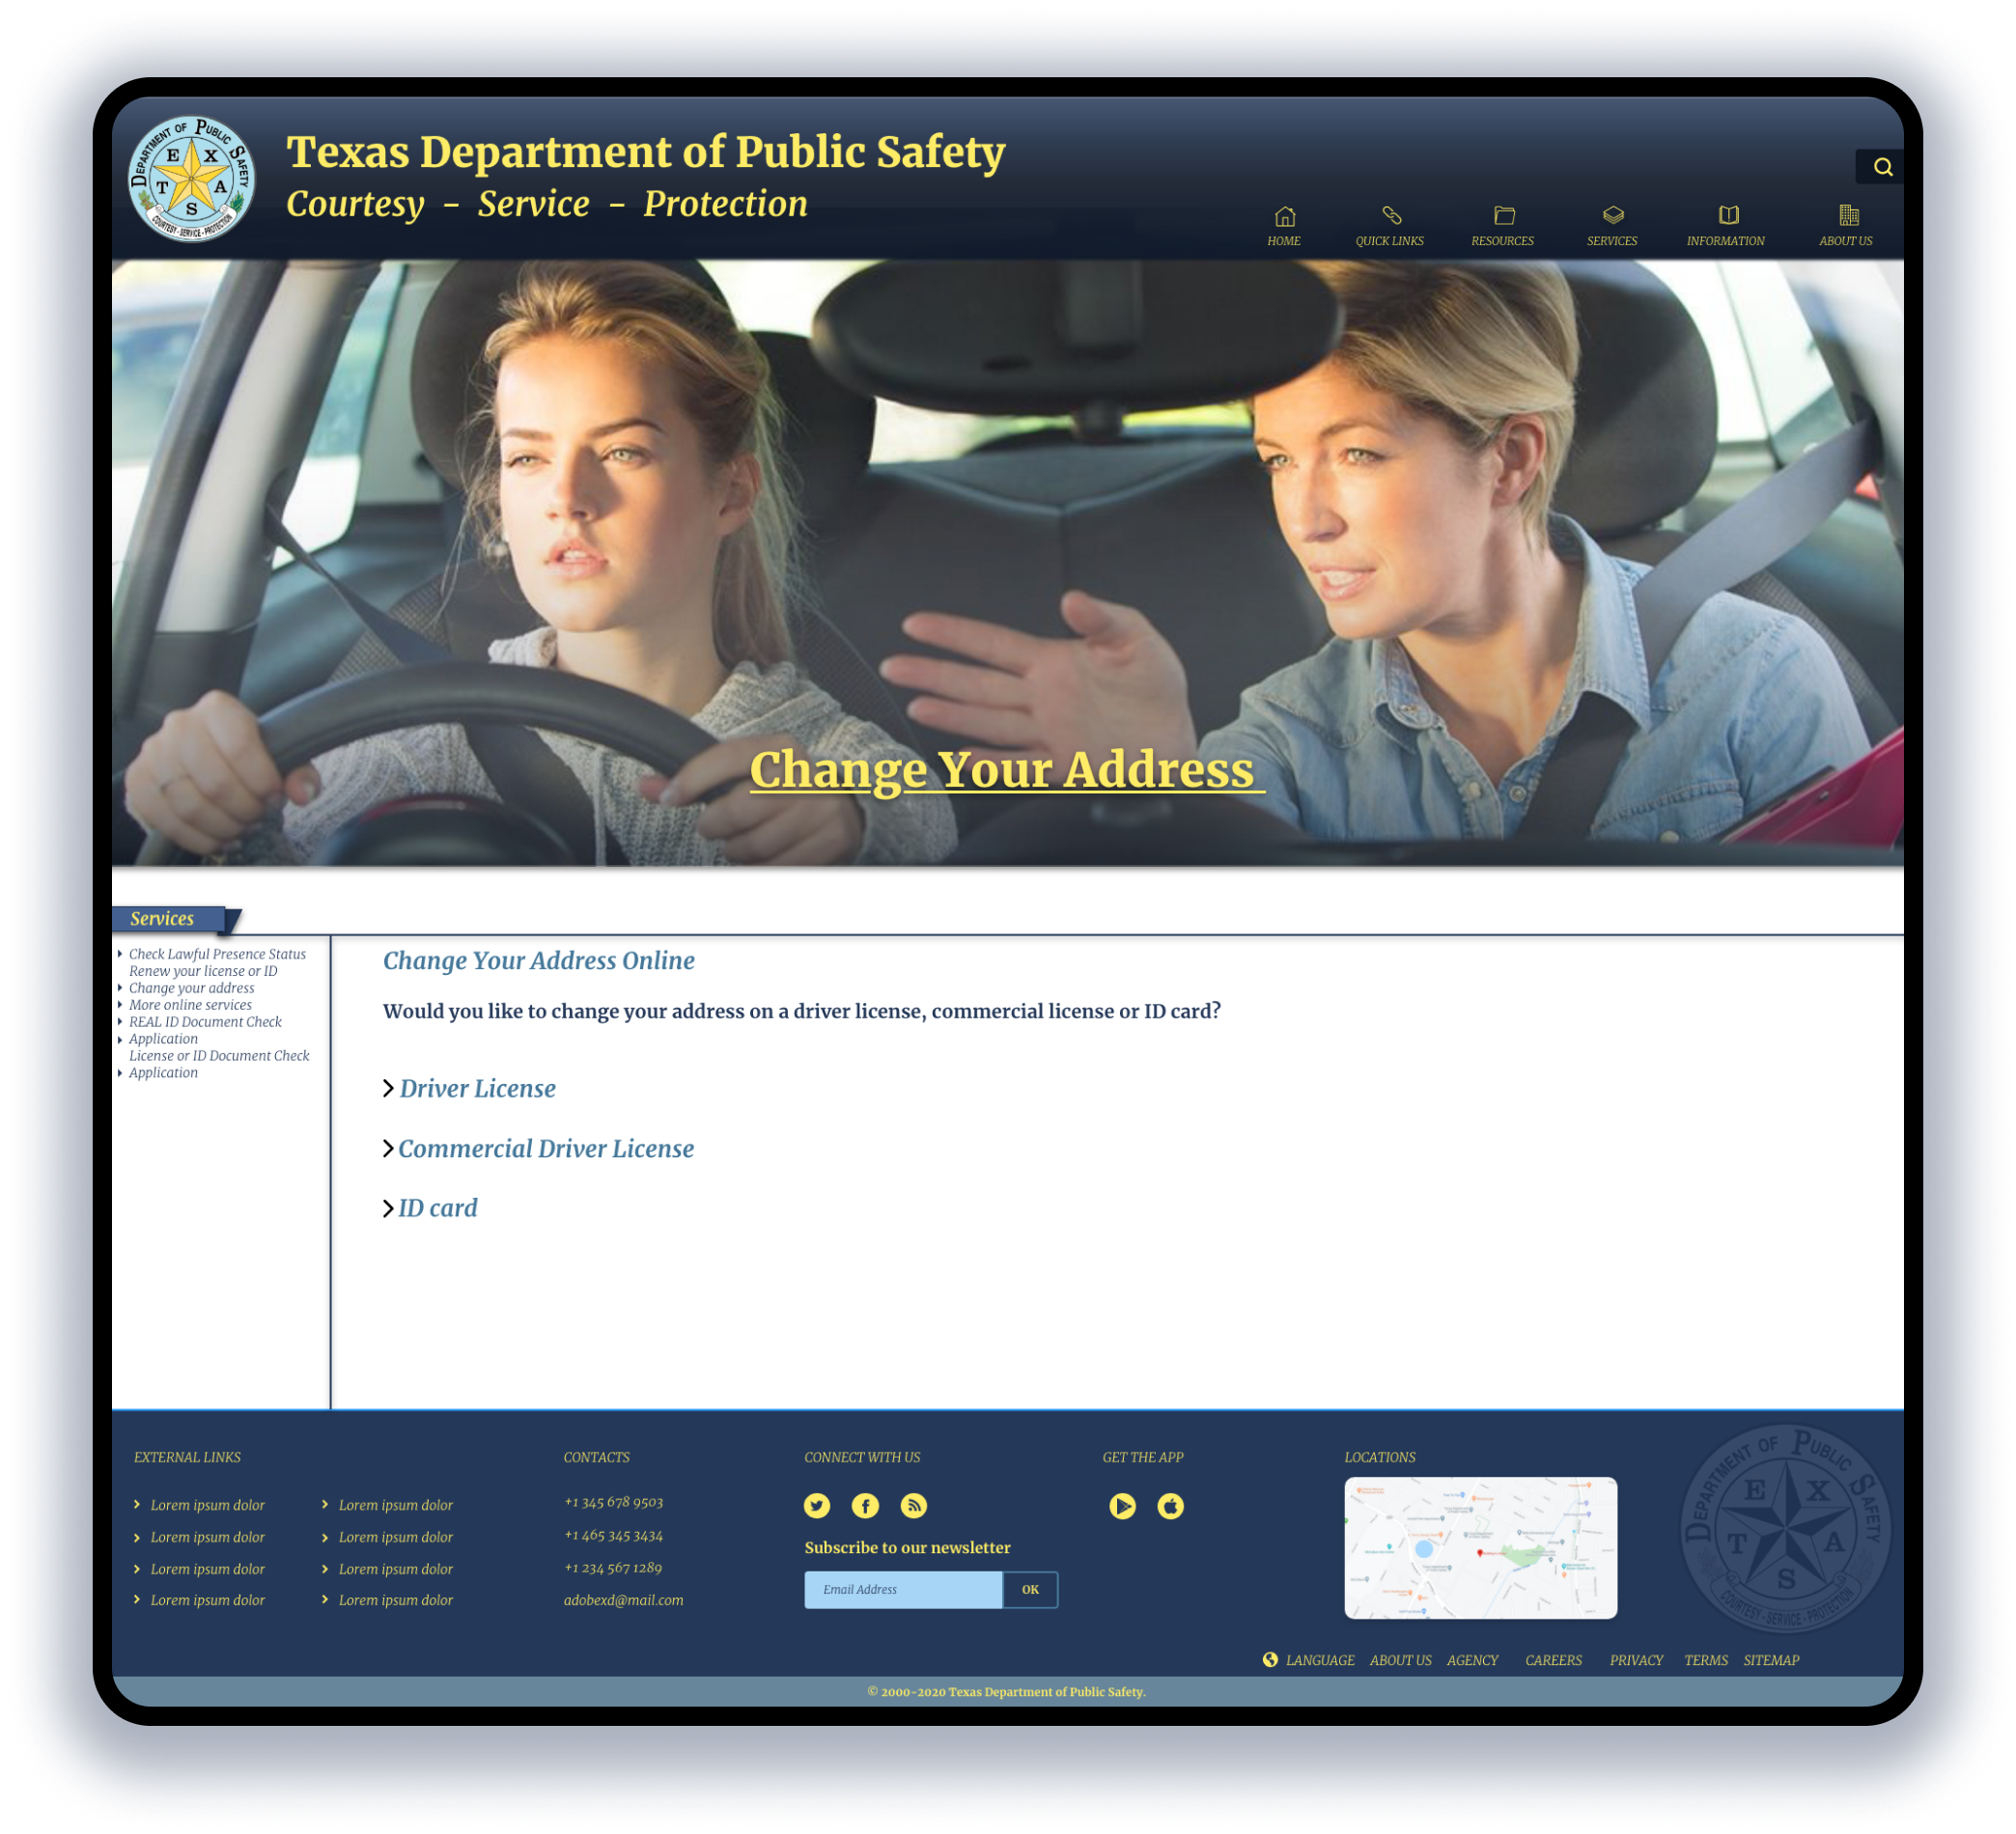 DEPARTMENT OF PUBLIC SAFETY
TEXAS
COURTESY - SERVICE - PROTECTION
Texas Department of Public Safety
Courtesy - Service - Protection
HOME QUICK LINKS RESOURCES SERVICES INFORMATION ABOUT US
Change Your Address
Services
Check Lawful Presence Status
Renew your license or ID
Change your address
More online services
REAL ID Document Check
Application
License or ID Document Check
Application
Change Your Address Online
Would you like to change your address on a driver license, commercial license or ID card?
Driver License
Commercial Driver License
ID card
EXTERNAL LINKS
Lorem ipsum dolor Lorem ipsum dolor
Lorem ipsum dolor Lorem ipsum dolor
Lorem ipsum dolor Lorem ipsum dolor
Lorem ipsum dolor Lorem ipsum dolor
CONTACTS
+1 345 678 9503
+1 465 345 3434
+1 234 567 1289
adobexd@mail.com
CONNECT WITH US
Subscribe to our newsletter
Email Address OK
GET THE APP
LOCATIONS
DEPARTMENT OF PUBLIC SAFETY
TEXAS
COURTESY - SERVICE - PROTECTION
LANGUAGE ABOUT US AGENCY CAREERS PRIVACY TERMS SITEMAP
© 2000-2020 Texas Department of Public Safety.